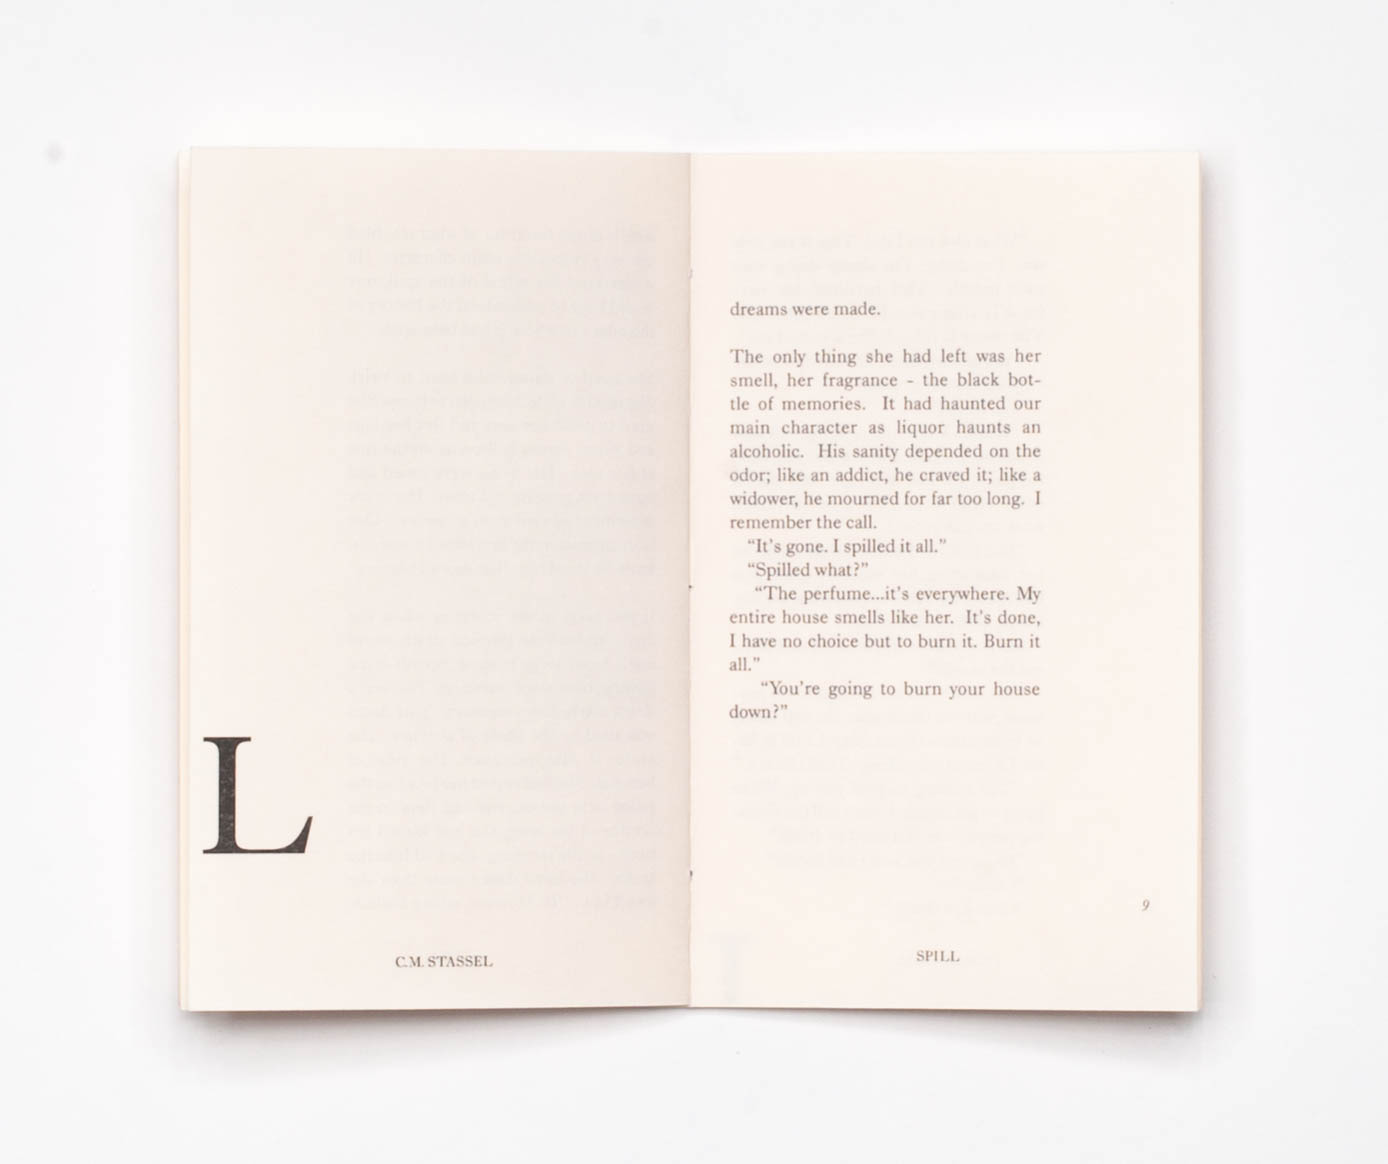 L
C.M. STASSEL
dreams were made.
The only thing she had left was her
smell, her fragrance - the black bot-
tle of memories.  It had haunted our
main character as liquor haunts an
alcoholic.  His sanity depended on the
odor; like an addict, he craved it; like a
widower, he mourned for far too long.  I
remember the call.
“It’s gone. I spilled it all.”
“Spilled what?”
“The perfume...it’s everywhere. My
entire house smells like her.  It’s done,
I have no choice but to burn it. Burn it
all.”
“You’re going to burn your house
down?”
9
SPILL